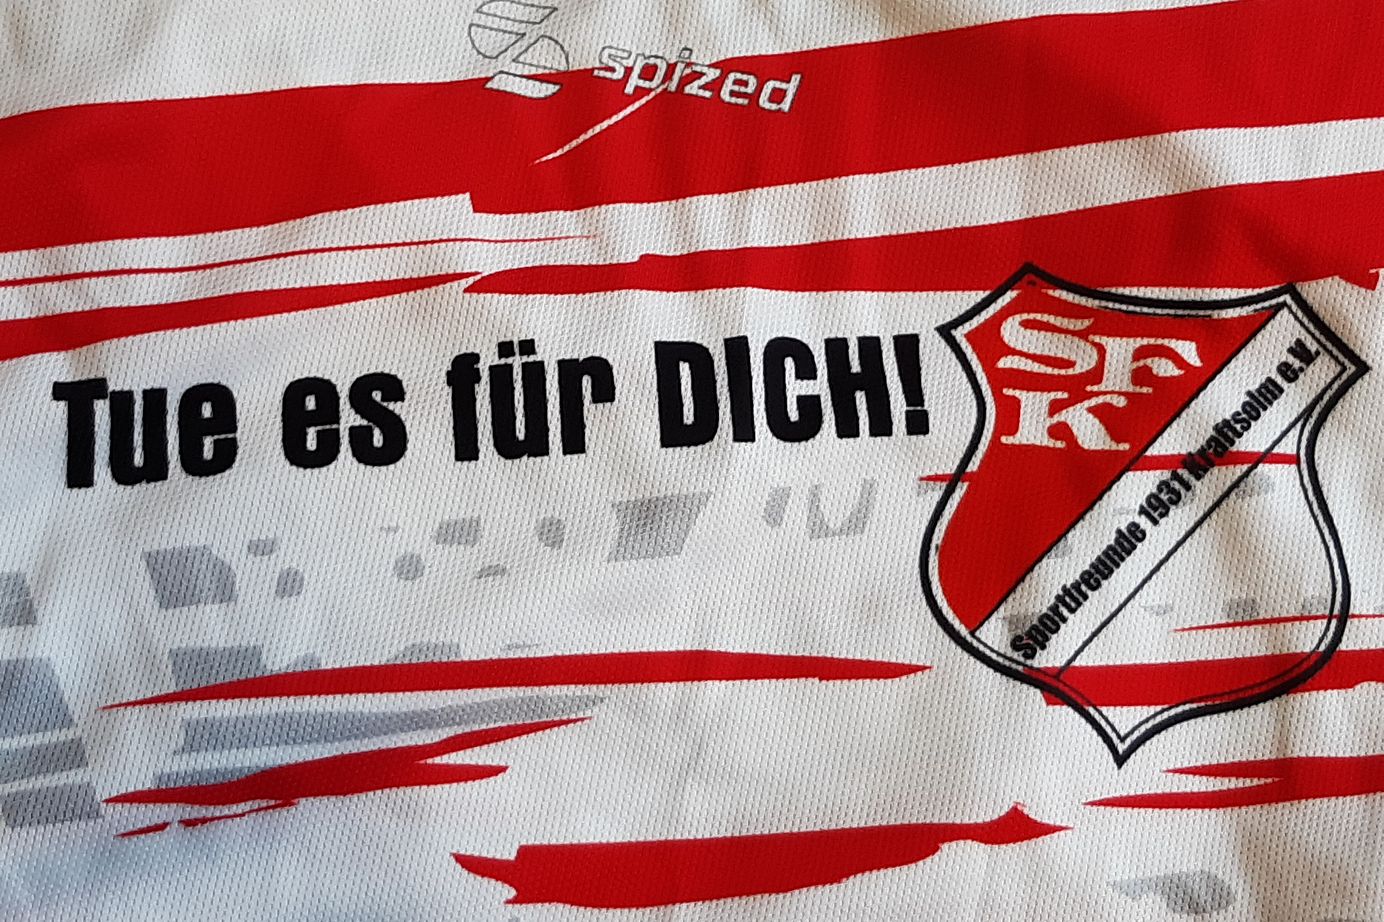 spized
Tue es für DICH!
SF
K
Sportfreunde 1931 Kraftsolm e.V.